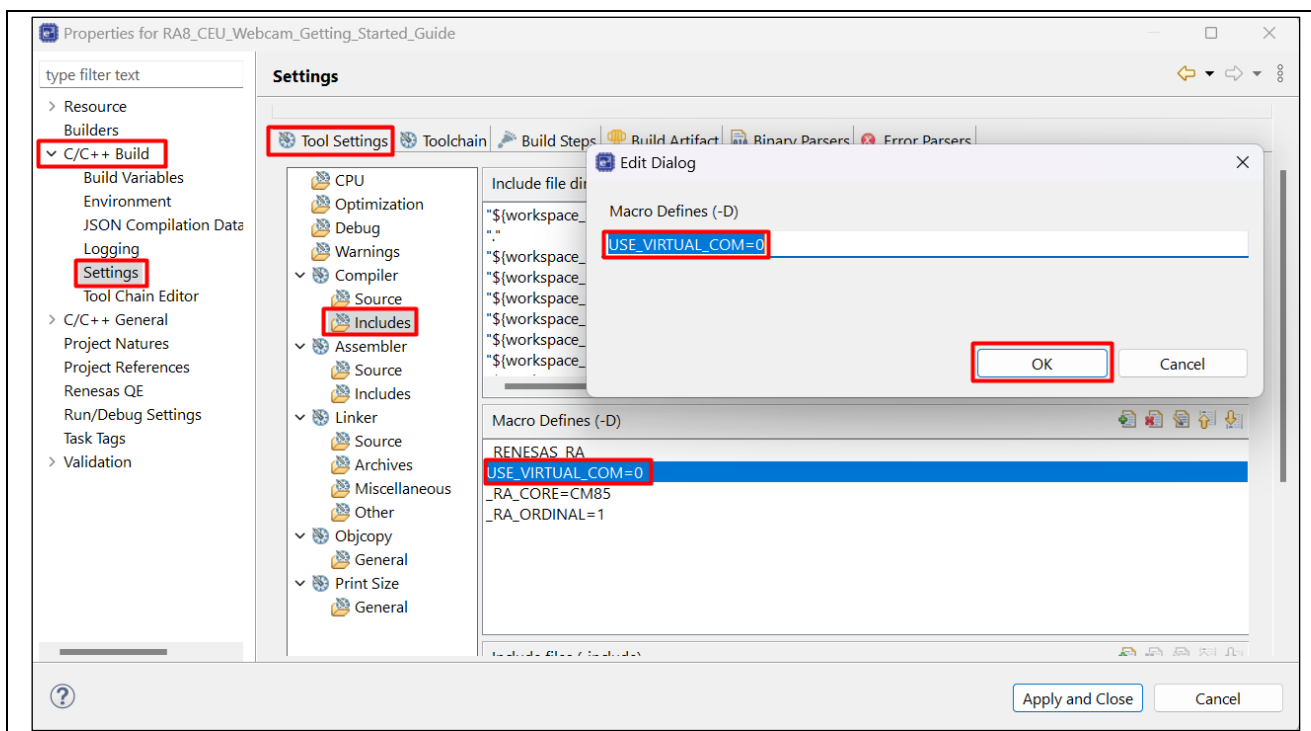 Properties for RA8_CEU_Webcam_Getting_Started_Guide
type filter text
Settings
Resource
Builders
C/C++ Build
Build Variables
Environment
JSON Compilation Data
Logging
Settings
Tool Chain Editor
C/C++ General
Project Natures
Project References
Renesas QE
Run/Debug Settings
Task Tags
Validation
Tool Settings
Toolchain
Build Steps
Build Artifact
Binary Parsers
Error Parsers
CPU
Optimization
Debug
Warnings
Compiler
Source
Includes
Assembler
Source
Includes
Linker
Source
Archives
Miscellaneous
Other
Objcopy
General
Print Size
General
Include file dir
"${workspace_
"."
"${workspace_
"${workspace_
"${workspace_
"${workspace_
"${workspace_
"${workspace_
Edit Dialog
Macro Defines (-D)
USE_VIRTUAL_COM=0
OK
Cancel
Macro Defines (-D)
_RENESAS_RA_
USE_VIRTUAL_COM=0
_RA_CORE=CM85
_RA_ORDINAL=1
Include files (-include)
?
Apply and Close
Cancel